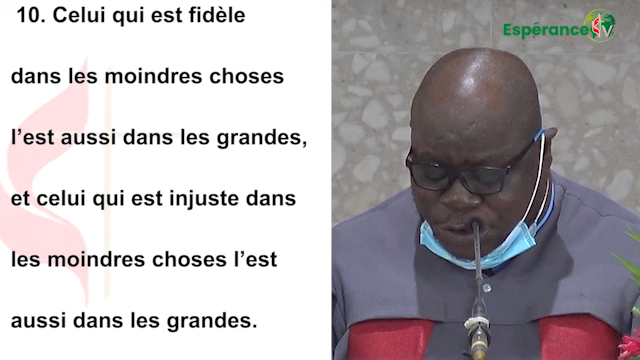 10. Celui qui est fidèle
dans les moindres choses
l’est aussi dans les grandes,
et celui qui est injuste dans
les moindres choses l’est
aussi dans les grandes.
Espérance TV